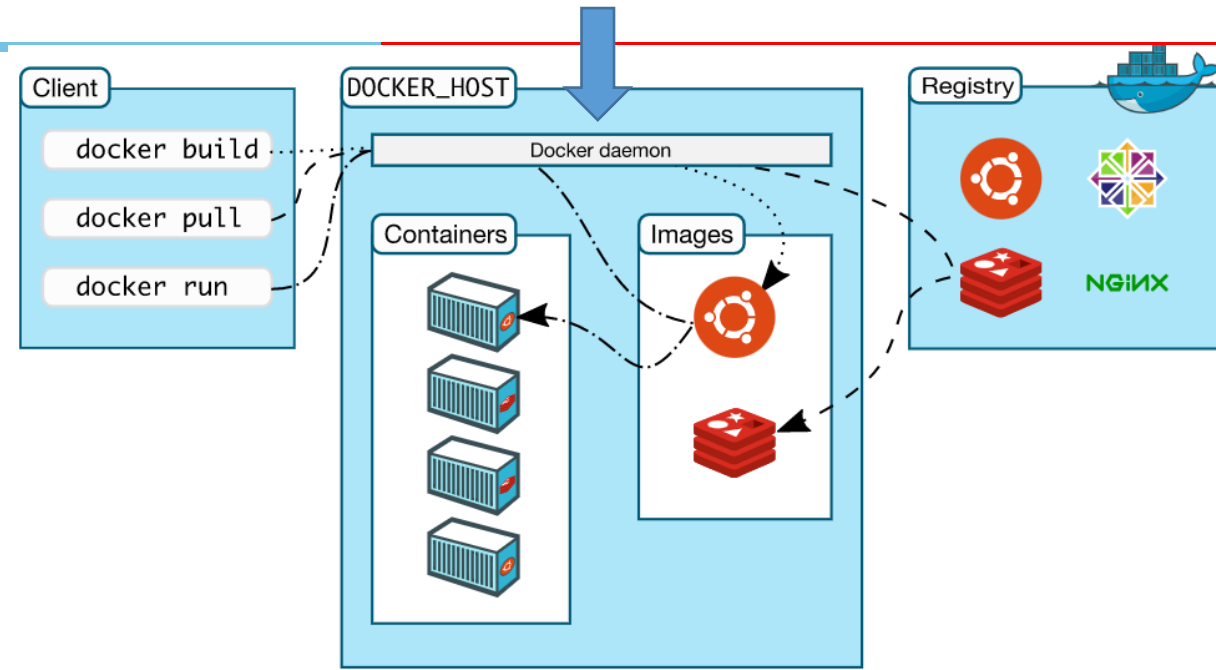 Client
docker build
docker pull
docker run
DOCKER_HOST
Docker daemon
Containers
Images
Registry
NGINX